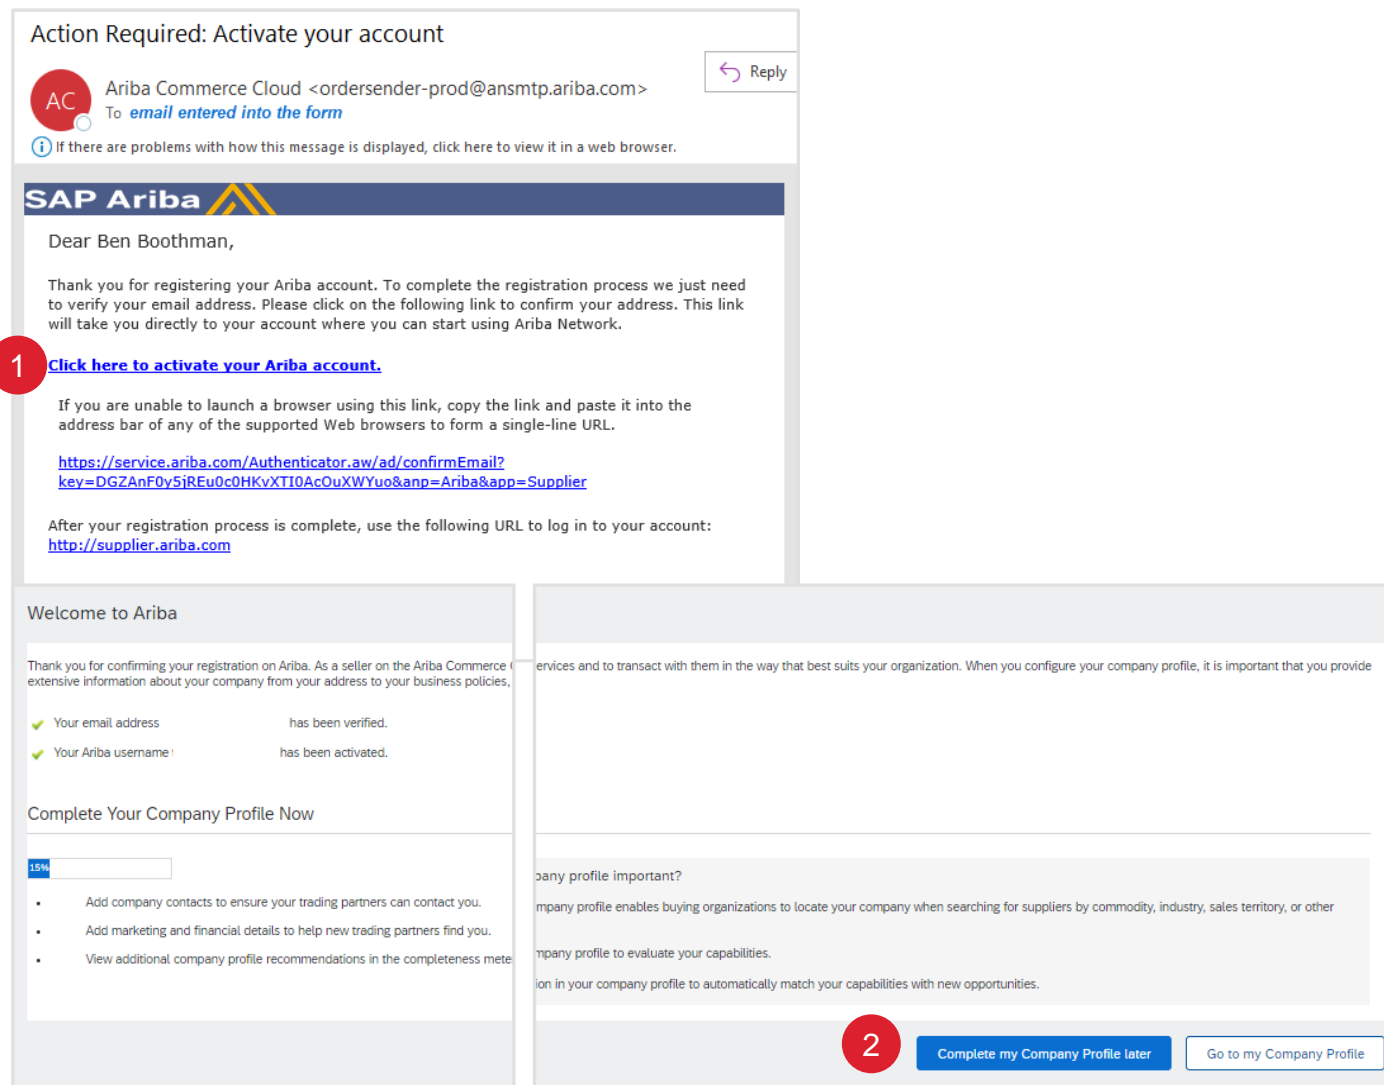 Action Required: Activate your account
Reply
AC
Ariba Commerce Cloud <ordersender-prod@ansmtp.ariba.com>
To email entered into the form
i If there are problems with how this message is displayed, click here to view it in a web browser.
SAP Ariba
Dear Ben Boothman,
Thank you for registering your Ariba account. To complete the registration process we just need
to verify your email address. Please click on the following link to confirm your address. This link
will take you directly to your account where you can start using Ariba Network.
1
Click here to activate your Ariba account.
If you are unable to launch a browser using this link, copy the link and paste it into the
address bar of any of the supported Web browsers to form a single-line URL.
https://service.ariba.com/Authenticator.aw/ad/confirmEmail?
key=DGZAnF0y5jREu0c0HKvXTI0AcOuXWYuo&anp=Ariba&app=Supplier
After your registration process is complete, use the following URL to log in to your account:
http://supplier.ariba.com
Welcome to Ariba
Thank you for confirming your registration on Ariba. As a seller on the Ariba Commerce
extensive information about your company from your address to your business policies,
Your email address has been verified.
Your Ariba username has been activated.
Complete Your Company Profile Now
15%
• Add company contacts to ensure your trading partners can contact you.
• Add marketing and financial details to help new trading partners find you.
• View additional company profile recommendations in the completeness mete
ervices and to transact with them in the way that best suits your organization. When you configure your company profile, it is important that you provide
pany profile important?
mpany profile enables buying organizations to locate your company when searching for suppliers by commodity, industry, sales territory, or other
mpany profile to evaluate your capabilities.
ion in your company profile to automatically match your capabilities with new opportunities.
2
Complete my Company Profile later
Go to my Company Profile